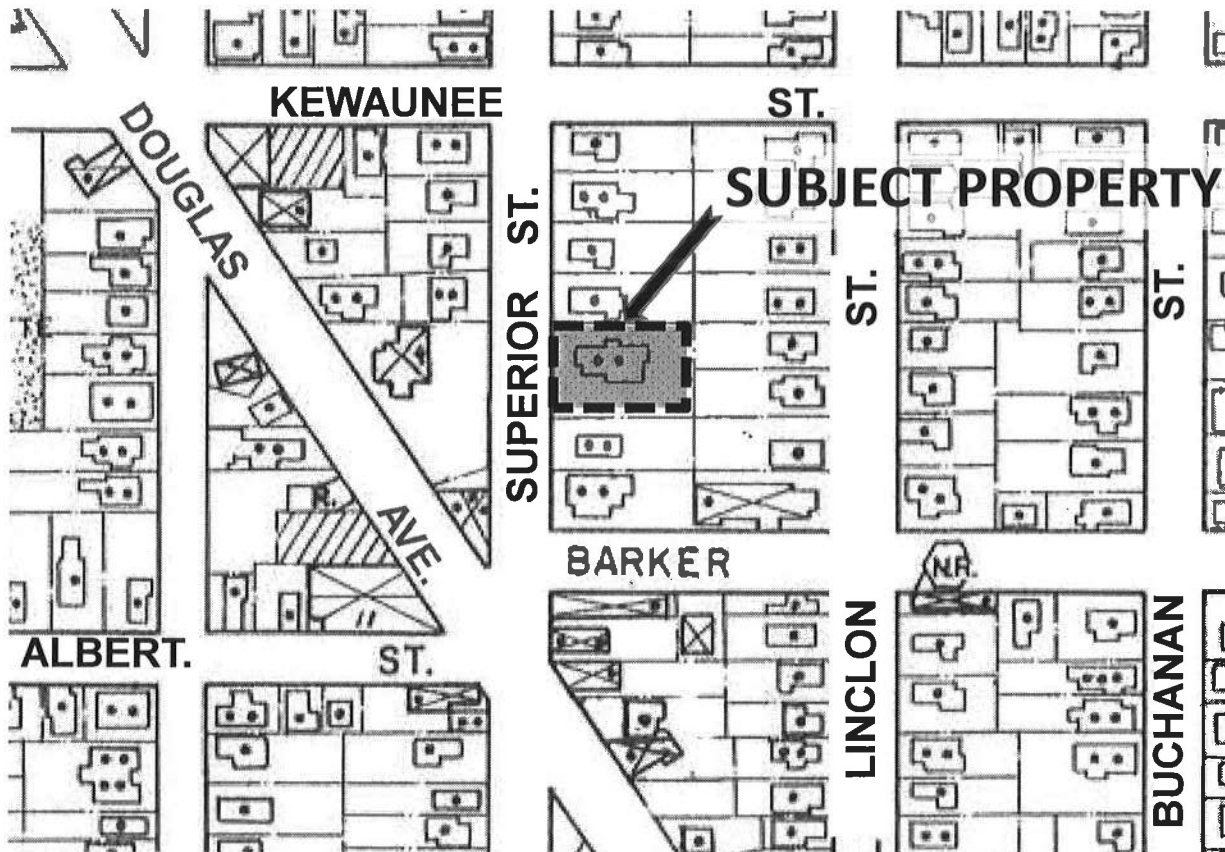 KEWAUNEE ST.
DOUGLAS AVE.
SUBJECT PROPERTY
SUPERIOR ST.
LINCLON ST.
BUCHANAN ST.
R.
BARKER
N.R.
ALBERT. ST.